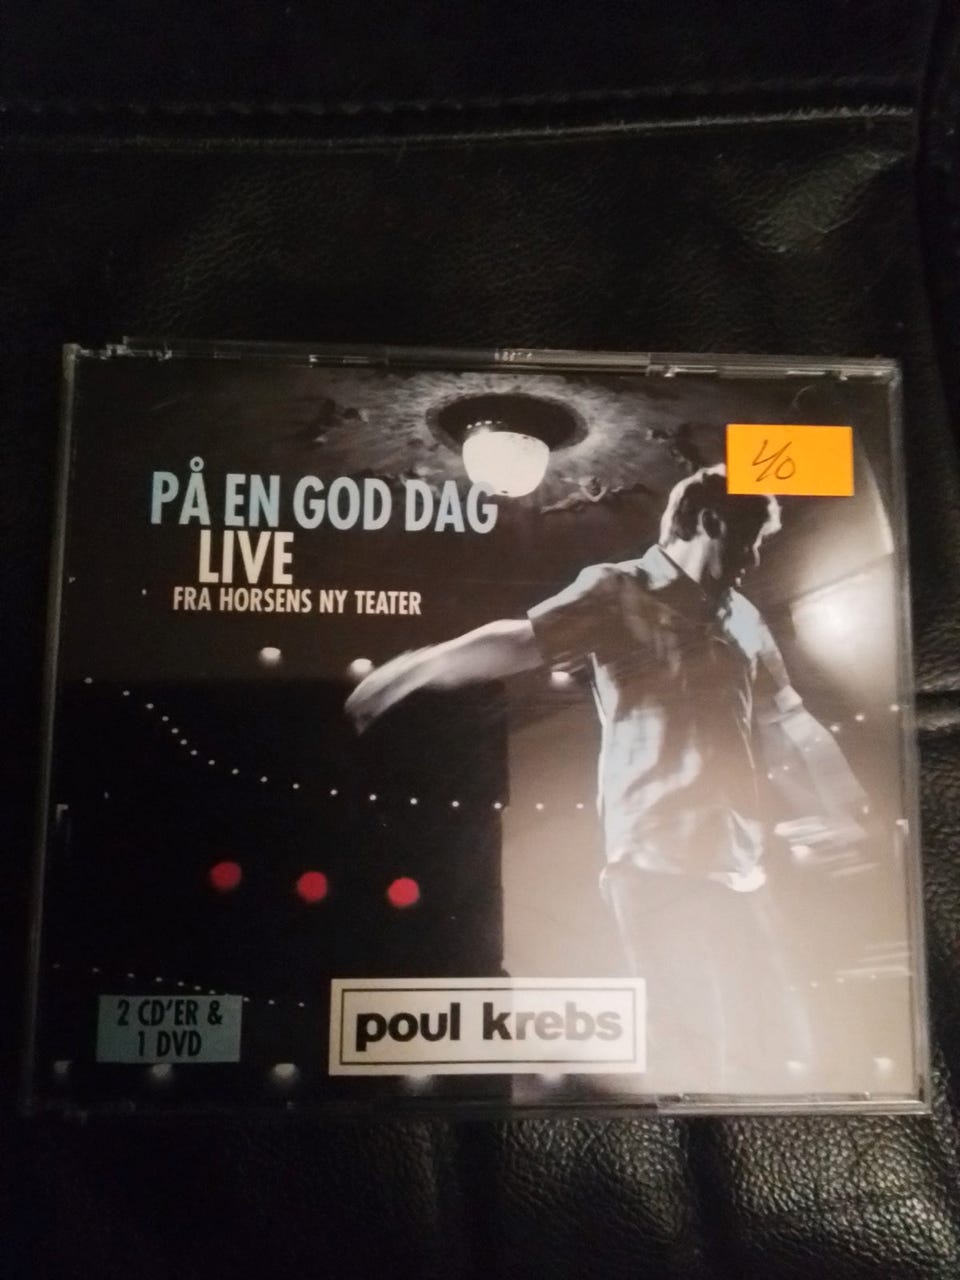 PÅ EN GOD DAG
LIVE
FRA HORSENS NY TEATER
40
2 CD'ER &
1 DVD
poul krebs